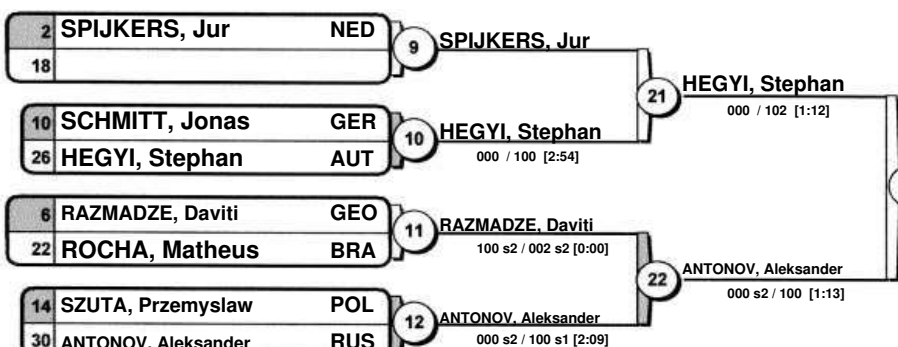 2 SPIJKERS, Jur NED
18
9
SPIJKERS, Jur
10 SCHMITT, Jonas GER
26 HEGYI, Stephan AUT
10
HEGYI, Stephan
000 / 100 [2:54]
21
HEGYI, Stephan
000 / 102 [1:12]
6 RAZMADZE, Daviti GEO
22 ROCHA, Matheus BRA
11
RAZMADZE, Daviti
100 s2 / 002 s2 [0:00]
14 SZUTA, Przemyslaw POL
30 ANTONOV, Aleksander RUS
12
ANTONOV, Aleksander
000 s2 / 100 s1 [2:09]
22
ANTONOV, Aleksander
000 s2 / 100 [1:13]